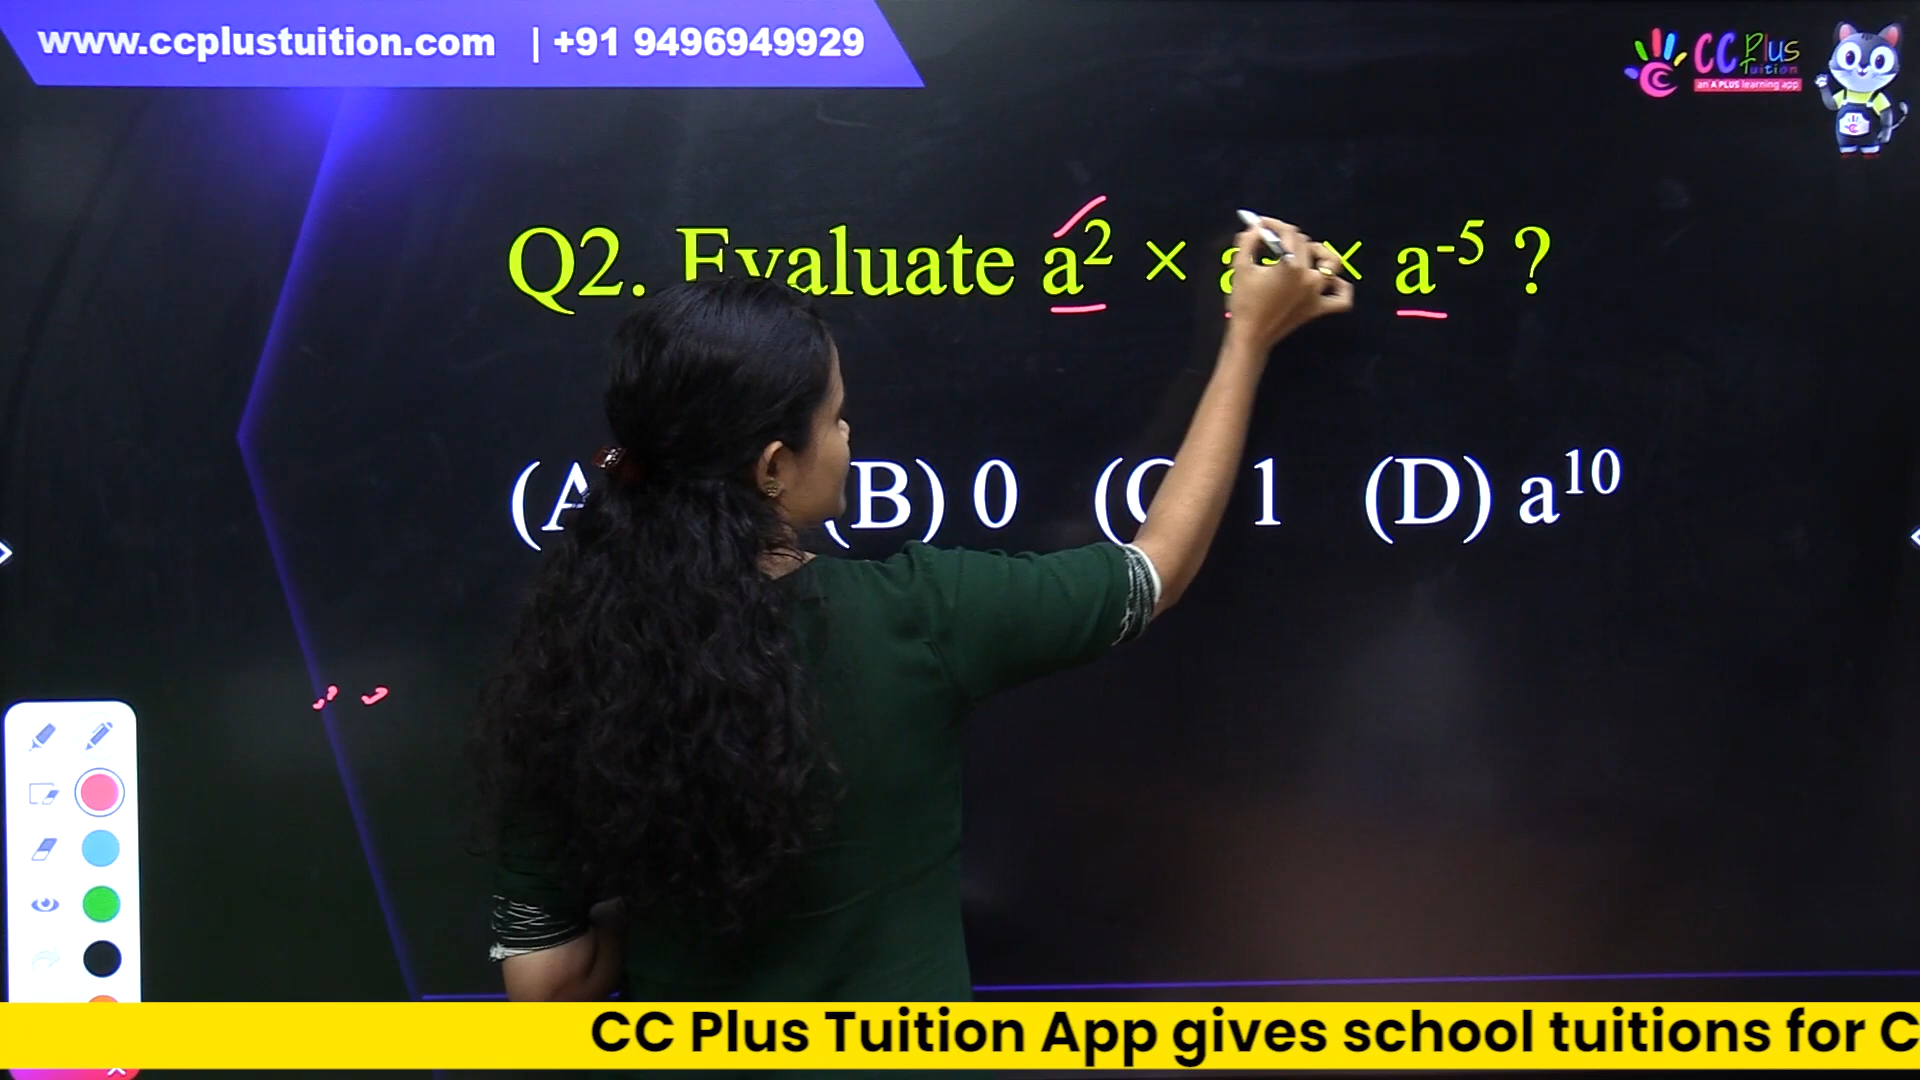 www.ccplustuition.com | +91 9496949929
CC Plus
Tuition
an A PLUS learning app
Q2. Evaluate a² × a × a⁻⁵ ?
(A (B) 0 (C 1 (D) a¹⁰
CC Plus Tuition App gives school tuitions for C